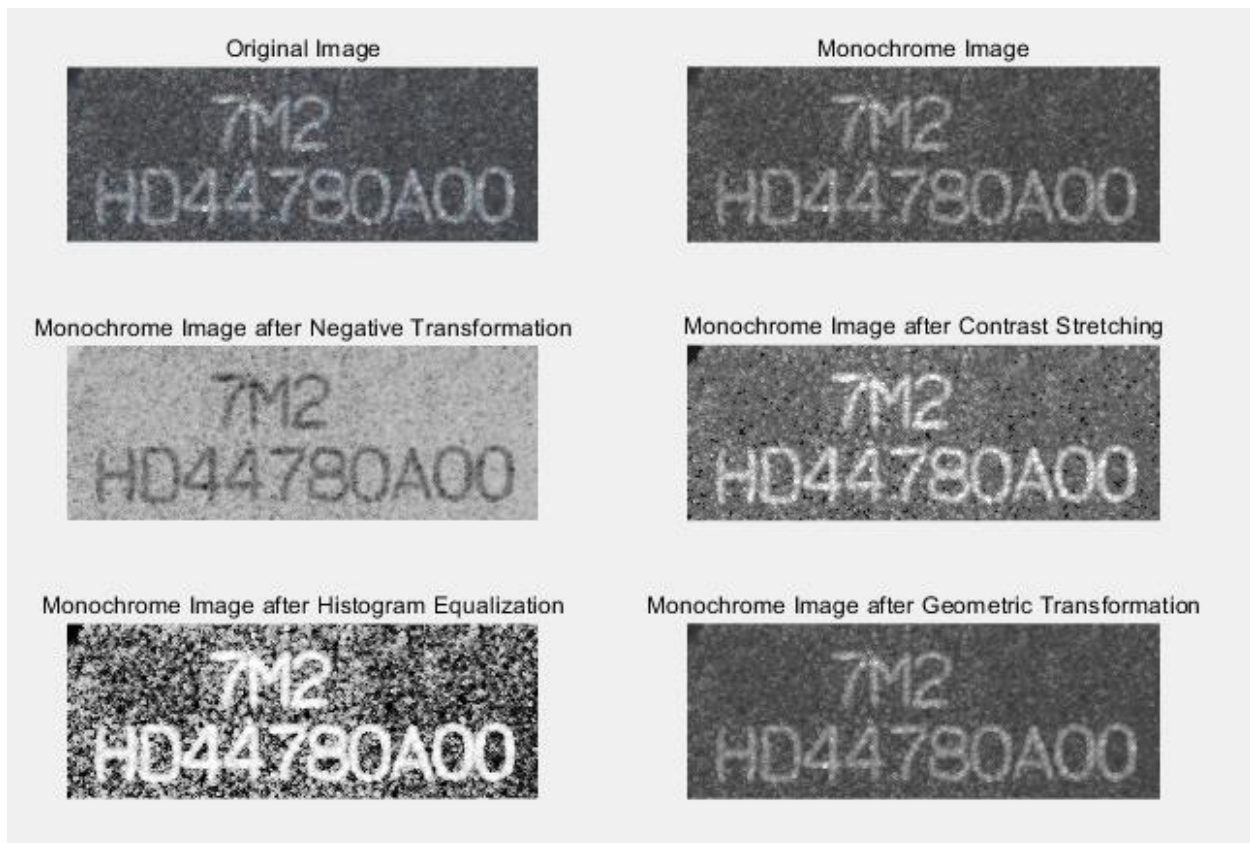 Original Image
7M2
HD44780A00
Monochrome Image
7M2
HD44780A00
Monochrome Image after Negative Transformation
7M2
HD44780A00
Monochrome Image after Contrast Stretching
7M2
HD44780A00
Monochrome Image after Histogram Equalization
7M2
HD44780A00
Monochrome Image after Geometric Transformation
7M2
HD44780A00